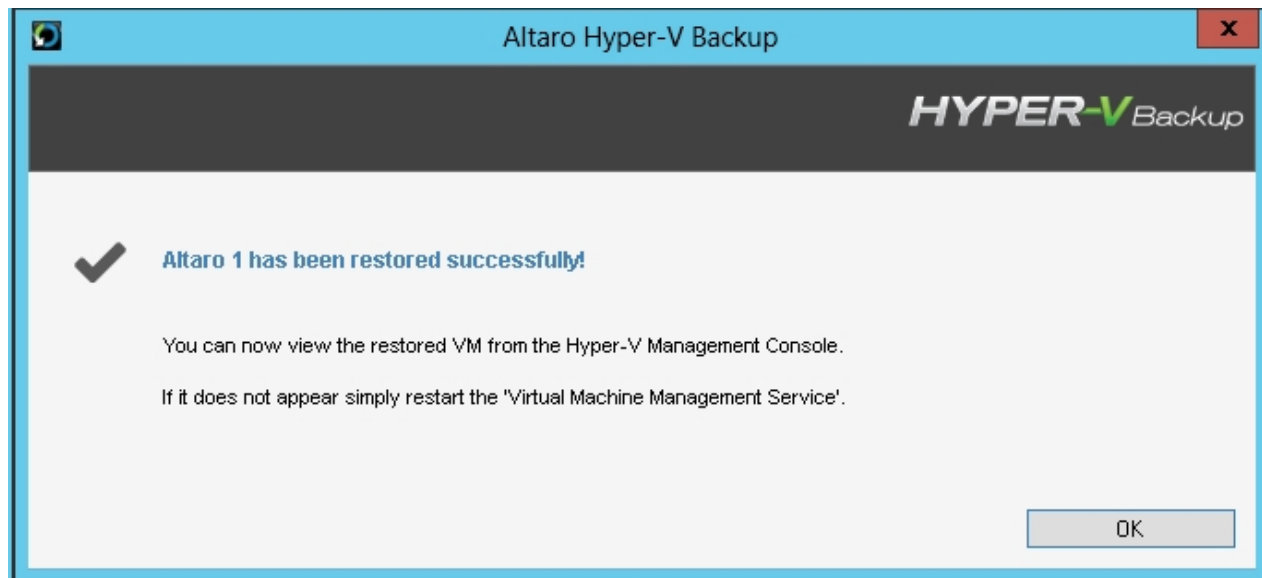 Altaro Hyper-V Backup
x
HYPER-V Backup
Altaro 1 has been restored successfully!
You can now view the restored VM from the Hyper-V Management Console.
If it does not appear simply restart the 'Virtual Machine Management Service'.
OK